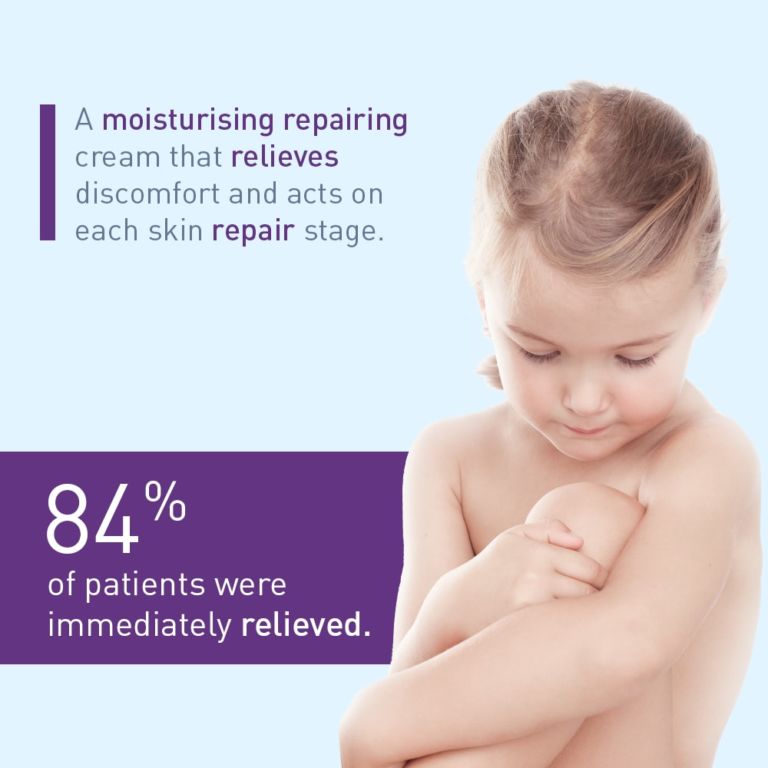 A moisturising repairing
cream that relieves
discomfort and acts on
each skin repair stage.
84%
of patients were
immediately relieved.